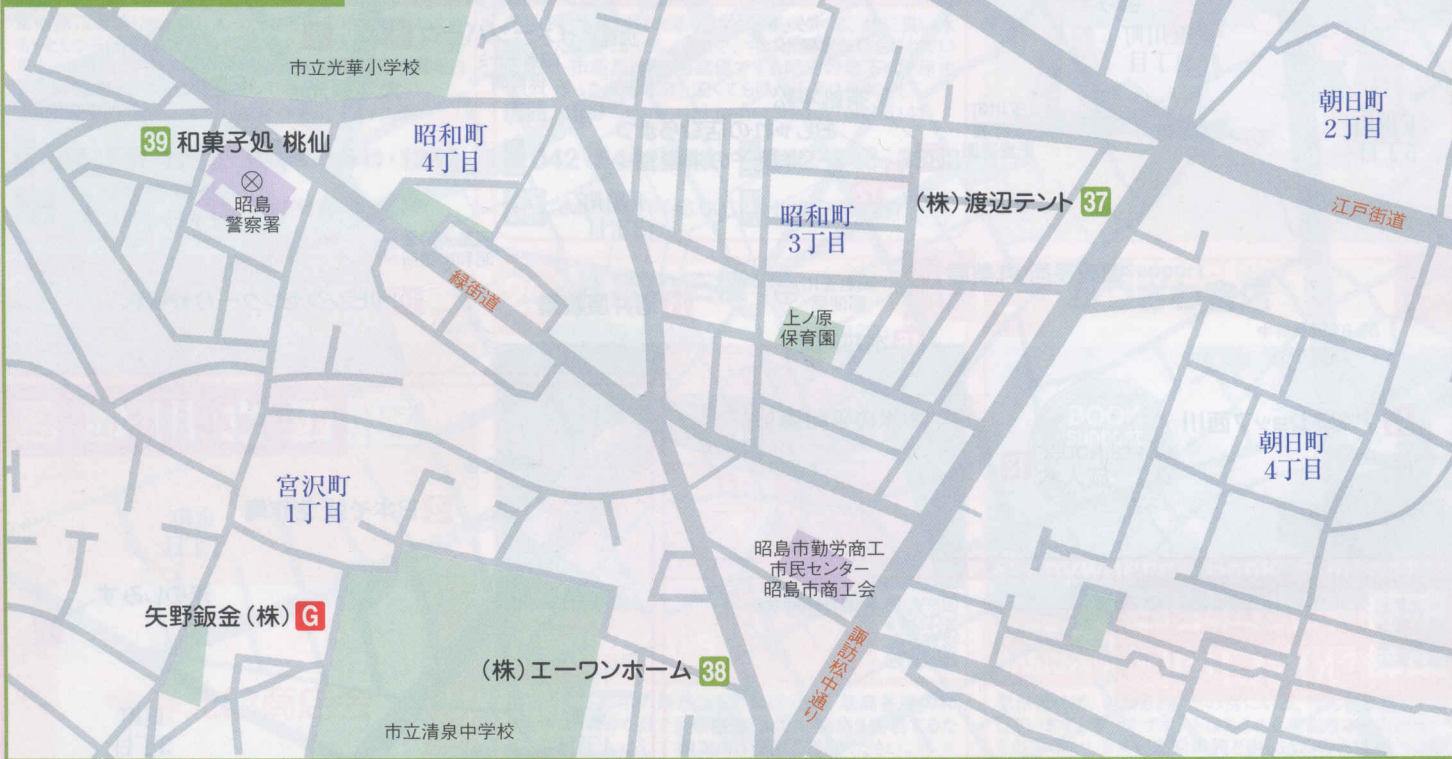 市立光華小学校
39 和菓子処 桃仙
昭島
警察署
昭和町
4丁目
緑街道
昭和町
3丁目
(株)渡辺テント 37
朝日町
2丁目
江戸街道
上ノ原
保育園
朝日町
4丁目
宮沢町
1丁目
昭島市勤労商工
市民センター
昭島市商工会
矢野鈑金(株) G
(株)エーワンホーム 38
諏訪松中通り
市立清泉中学校